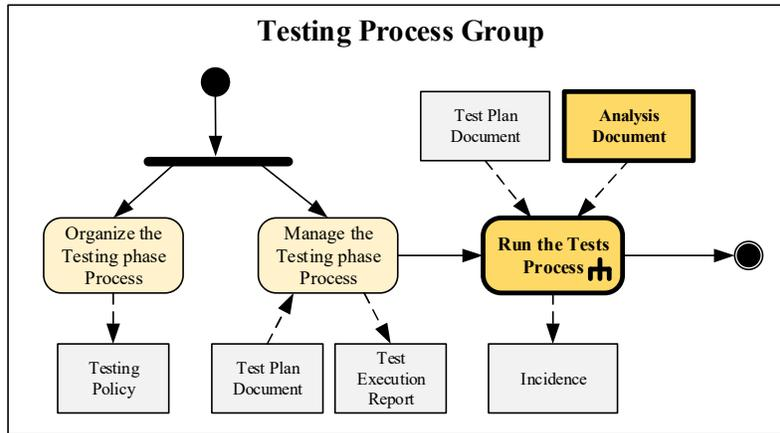 Testing Process Group
Test Plan
Document
Analysis
Document
Organize the
Testing phase
Process
Manage the
Testing phase
Process
Run the Tests
Process
Testing
Policy
Test Plan
Document
Test
Execution
Report
Incidence